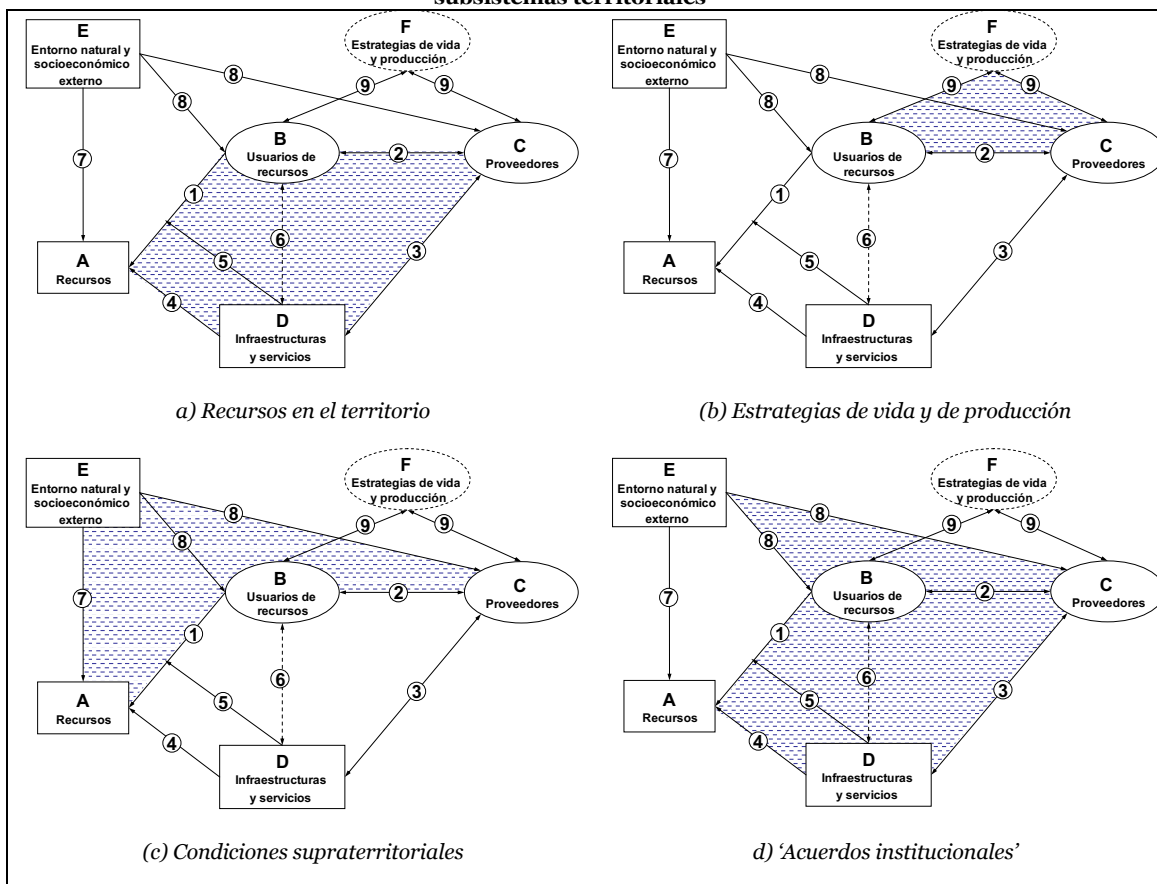 subsistemas territoriales
E
Entorno natural y
socioeconómico
externo
F
Estrategias de vida
y producción
8
9
9
8
B
Usuarios de
recursos
2
C
Proveedores
7
1
6
3
5
A
Recursos
4
D
Infraestructuras
y servicios
a) Recursos en el territorio
E
Entorno natural y
socioeconómico
externo
F
Estrategias de vida
y producción
8
9
9
8
B
Usuarios de
recursos
2
C
Proveedores
7
1
6
3
5
A
Recursos
4
D
Infraestructuras
y servicios
(b) Estrategias de vida y de producción
E
Entorno natural y
socioeconómico
externo
F
Estrategias de vida
y producción
8
9
9
8
B
Usuarios de
recursos
2
C
Proveedores
7
1
6
3
5
A
Recursos
4
D
Infraestructuras
y servicios
(c) Condiciones supraterritoriales
E
Entorno natural y
socioeconómico
externo
F
Estrategias de vida
y producción
8
9
9
8
B
Usuarios de
recursos
2
C
Proveedores
7
1
6
3
5
A
Recursos
4
D
Infraestructuras
y servicios
d) ‘Acuerdos institucionales’